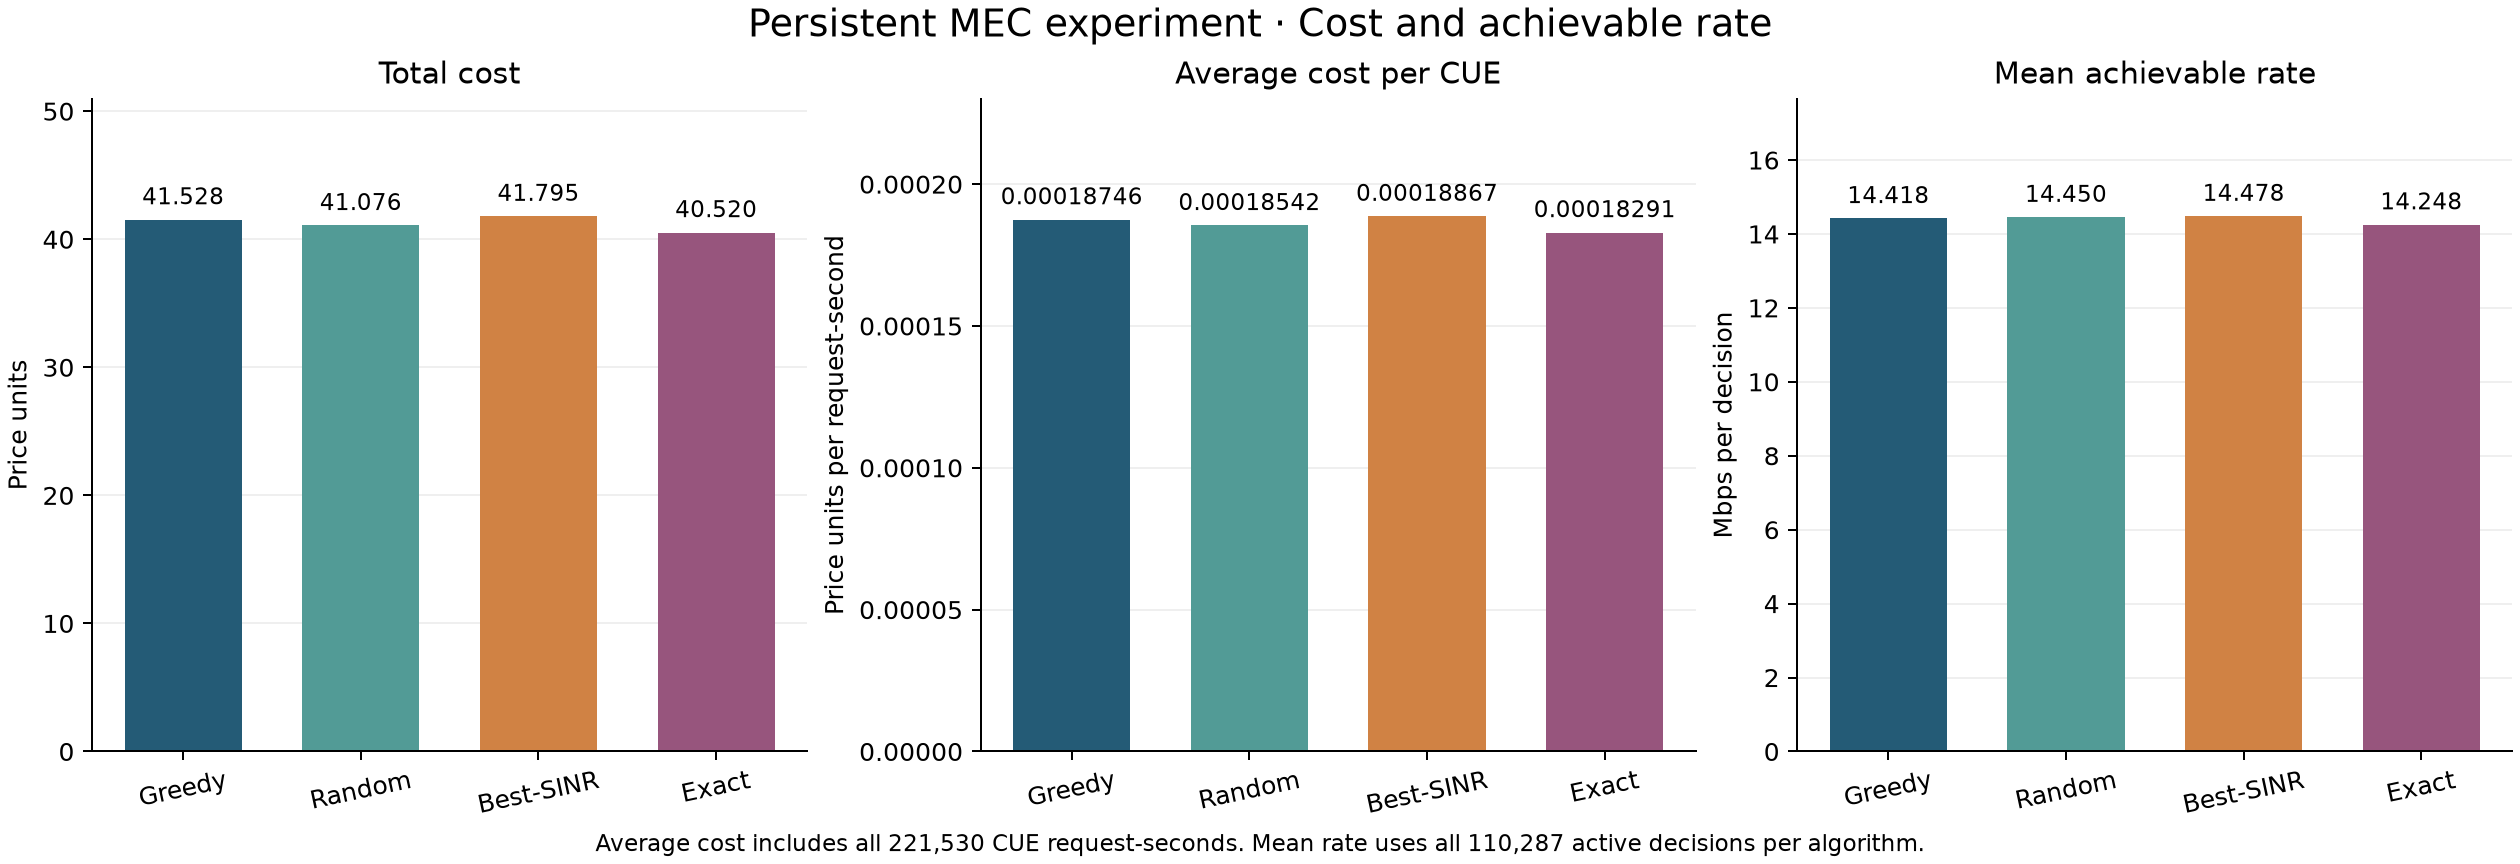 Persistent MEC experiment · Cost and achievable rate
Total cost
Price units
50
40
30
20
10
0
41.528
41.076
41.795
40.520
Greedy
Random
Best-SINR
Exact
Average cost per CUE
Price units per request-second
0.00020
0.00015
0.00010
0.00005
0.00000
0.00018746
0.00018542
0.00018867
0.00018291
Greedy
Random
Best-SINR
Exact
Mean achievable rate
Mbps per decision
16
14
12
10
8
6
4
2
0
14.418
14.450
14.478
14.248
Greedy
Random
Best-SINR
Exact
Average cost includes all 221,530 CUE request-seconds. Mean rate uses all 110,287 active decisions per algorithm.